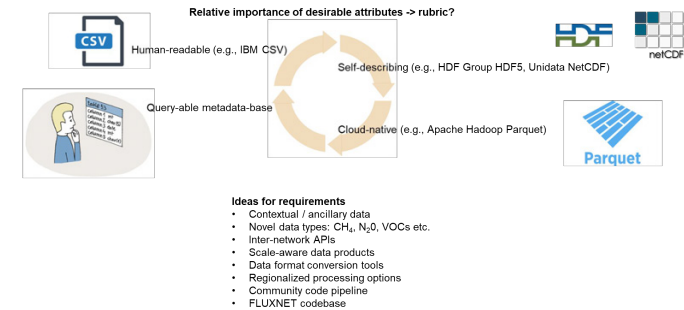 Relative importance of desirable attributes -> rubric?
CSV
Human-readable (e.g., IBM CSV)
HDF
netCDF
Self-describing (e.g., HDF Group HDF5, Unidata NetCDF)
Query-able metadata-base
Cloud-native (e.g., Apache Hadoop Parquet)
Parquet
Ideas for requirements
• Contextual / ancillary data
• Novel data types: CH₄, N₂0, VOCs etc.
• Inter-network APIs
• Scale-aware data products
• Data format conversion tools
• Regionalized processing options
• Community code pipeline
• FLUXNET codebase